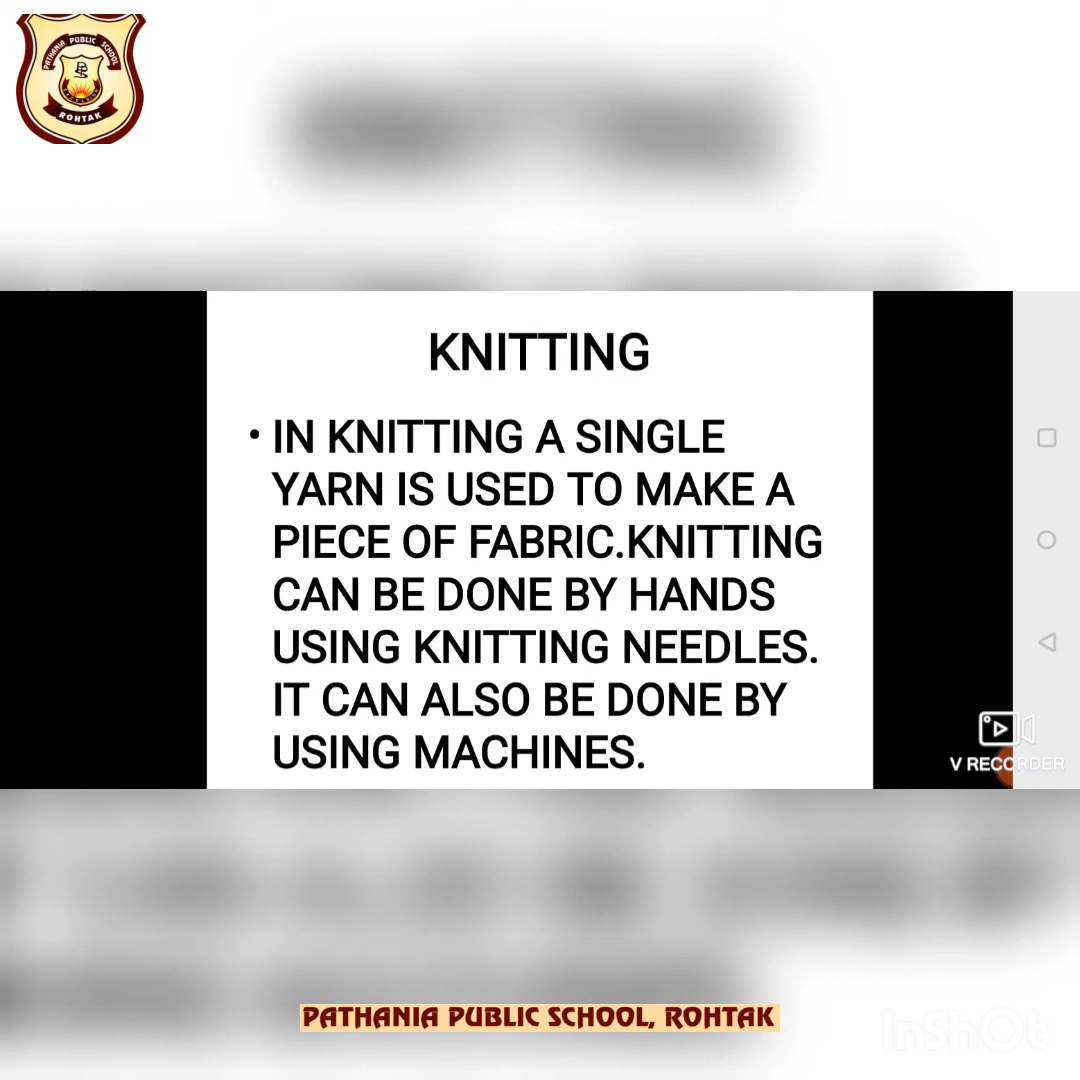 PATHANIA PUBLIC SCHOOL
ROHTAK
KNITTING
• IN KNITTING A SINGLE
YARN IS USED TO MAKE A
PIECE OF FABRIC.KNITTING
CAN BE DONE BY HANDS
USING KNITTING NEEDLES.
IT CAN ALSO BE DONE BY
USING MACHINES.
V RECORDER
PATHANIA PUBLIC SCHOOL, ROHTAK
InShOt